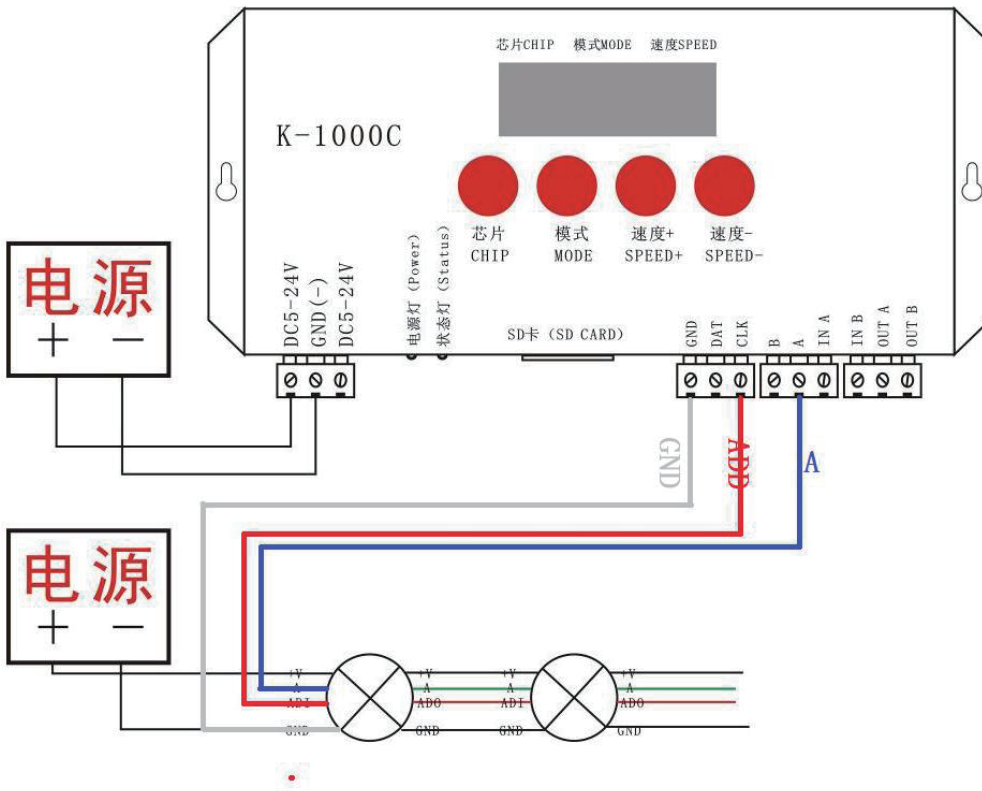 芯片CHIP 模式MODE 速度SPEED
K-1000C
芯片 模式 速度+ 速度-
CHIP MODE SPEED+ SPEED-
电源
+ −
DC5-24V
GND(-)
DC5-24V
电源灯 (Power)
状态灯 (Status)
SD卡 (SD CARD)
GND
DAT
CLK
B
A
IN A
IN B
OUT A
OUT B
GND
ADD
A
电源
+ −
+V +V +V +V
A A A A
ADI ADO ADI ADO
GND GND GND GND